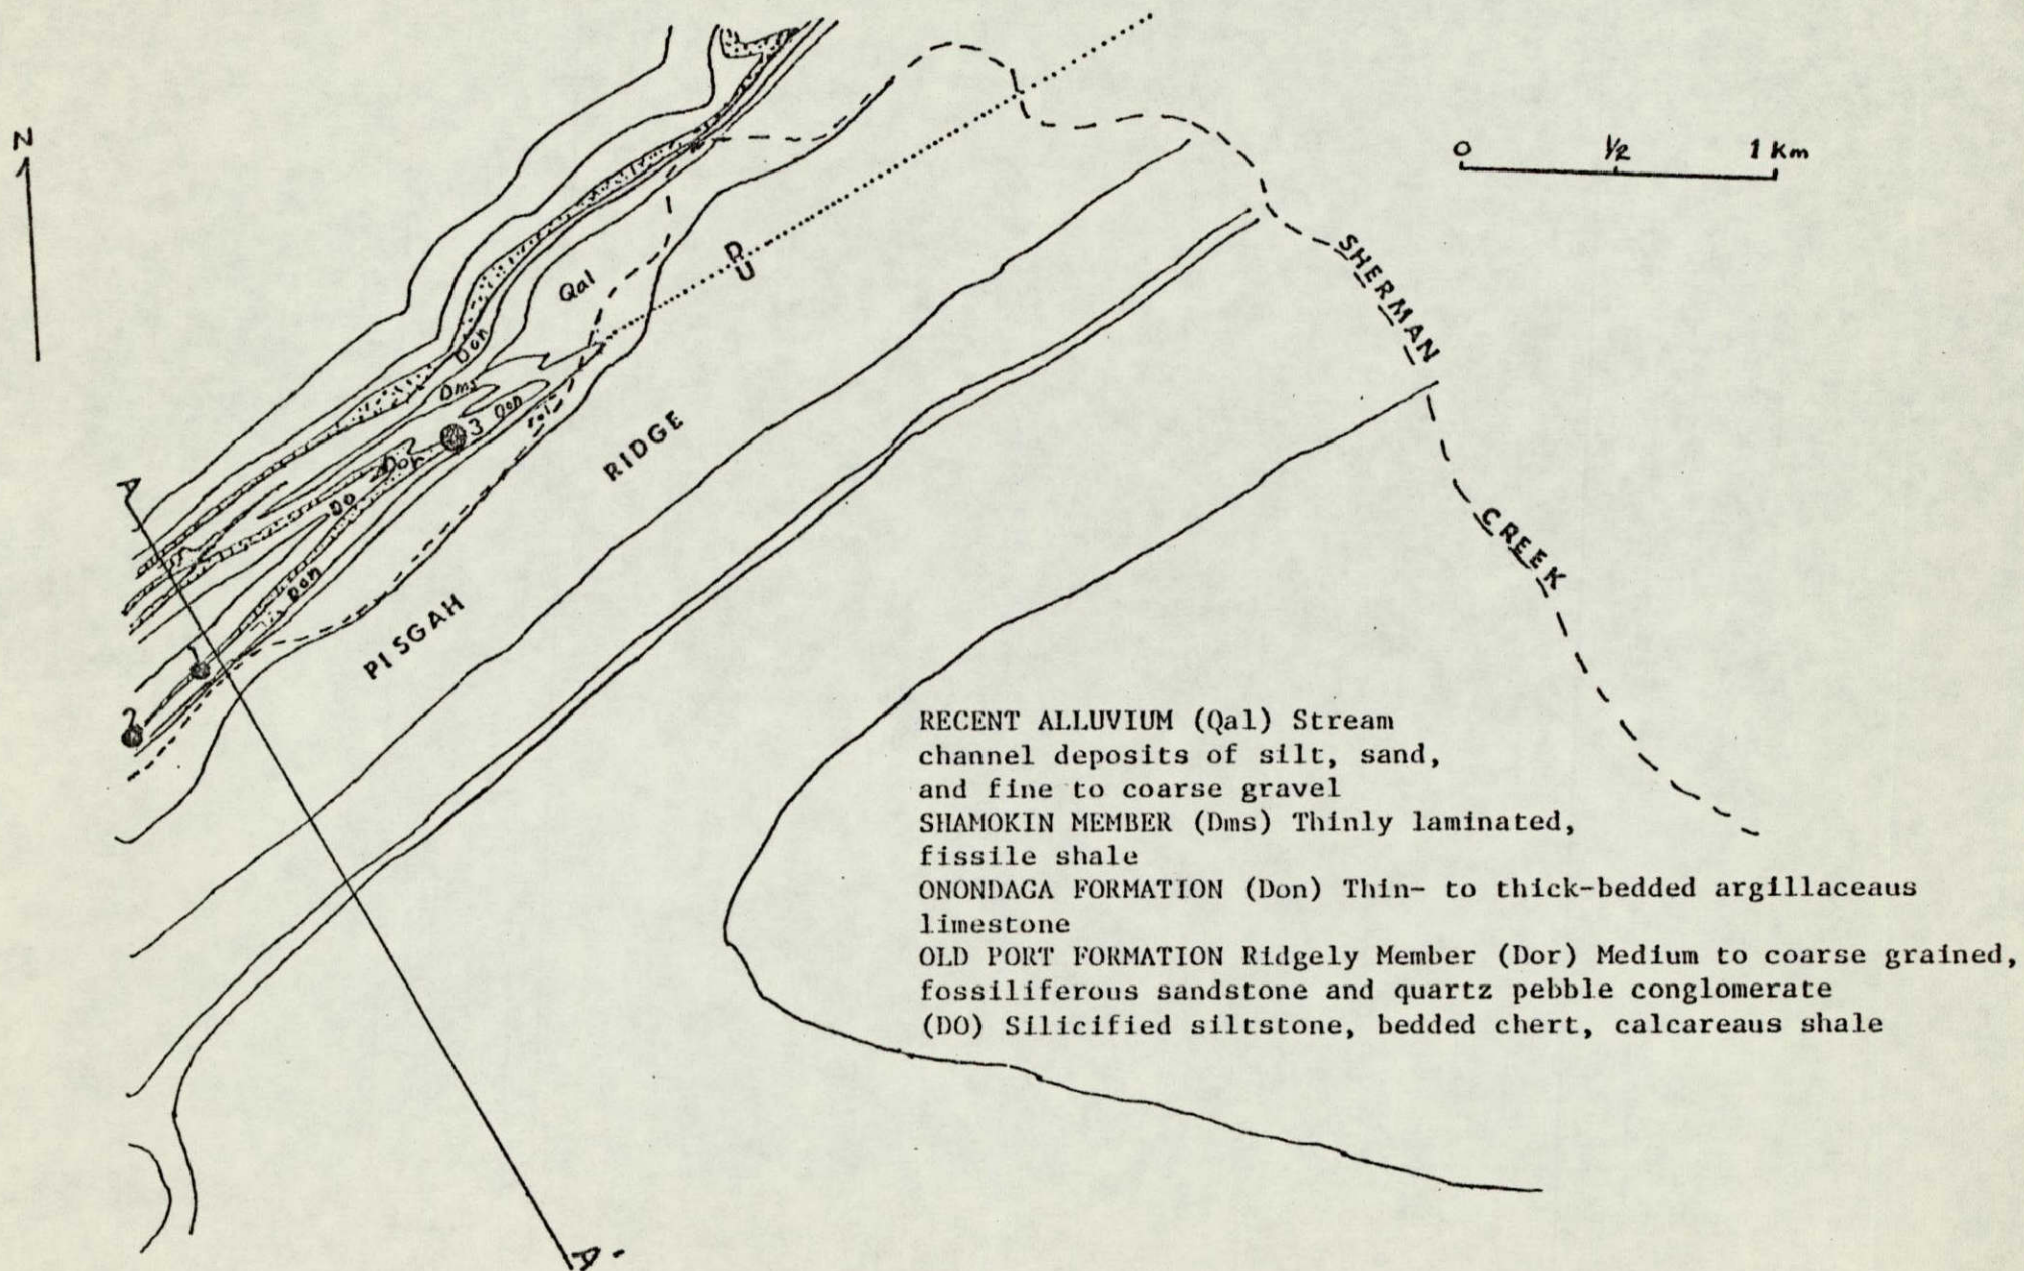 N
0 ½ 1 Km
D
U
SHERMAN
Qal
Don
Dms
Don
3
RIDGE
Dor
A
Do
CREEK
Don
PISGAH
1
2
RECENT ALLUVIUM (Qal) Stream
channel deposits of silt, sand,
and fine to coarse gravel
SHAMOKIN MEMBER (Dms) Thinly laminated,
fissile shale
ONONDAGA FORMATION (Don) Thin- to thick-bedded argillaceaus
limestone
OLD PORT FORMATION Ridgely Member (Dor) Medium to coarse grained,
fossiliferous sandstone and quartz pebble conglomerate
(DO) Silicified siltstone, bedded chert, calcareaus shale
A'